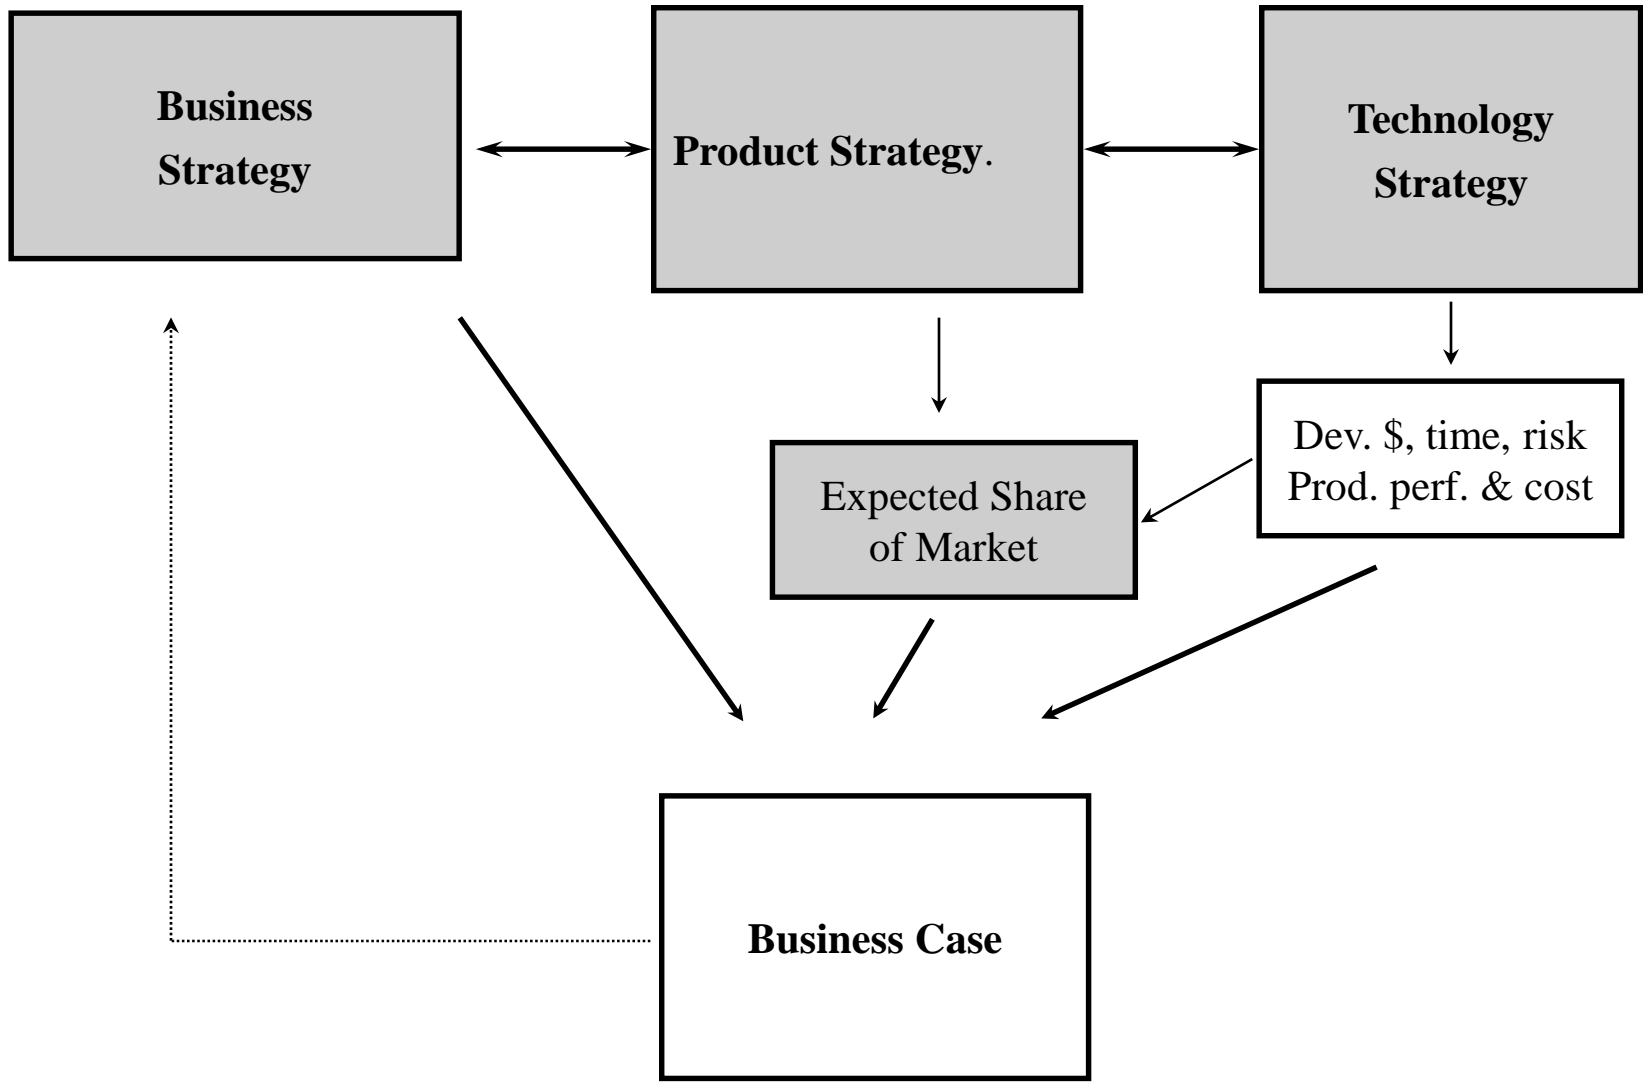 Business
Strategy
Product Strategy.
Technology
Strategy
Dev. $, time, risk
Prod. perf. & cost
Expected Share
of Market
Business Case